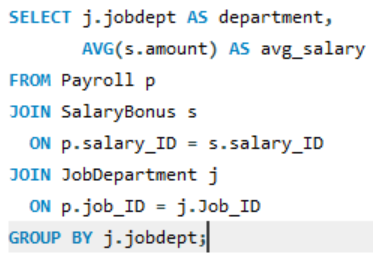 SELECT j.jobdept AS department,
       AVG(s.amount) AS avg_salary
FROM Payroll p
JOIN SalaryBonus s
  ON p.salary_ID = s.salary_ID
JOIN JobDepartment j
  ON p.job_ID = j.Job_ID
GROUP BY j.jobdept;